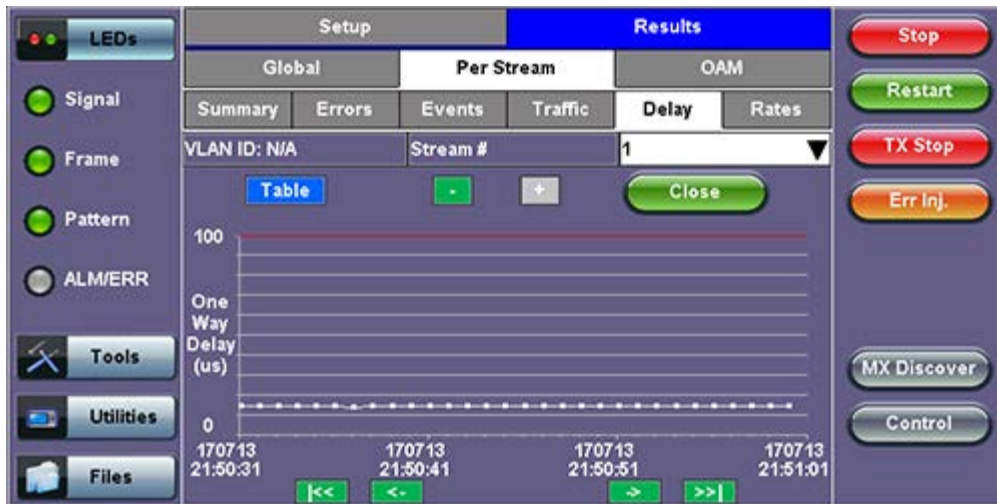 LEDs
Signal
Frame
Pattern
ALM/ERR
Tools
Utilities
Files
Setup Results
Global Per Stream OAM
Summary Errors Events Traffic Delay Rates
VLAN ID: N/A Stream # 1
Table - + Close
100
One
Way
Delay
(us)
0
170713 170713 170713 170713
21:50:31 21:50:41 21:50:51 21:51:01
|<< <- -> >>|
Stop
Restart
TX Stop
Err Inj.
MX Discover
Control